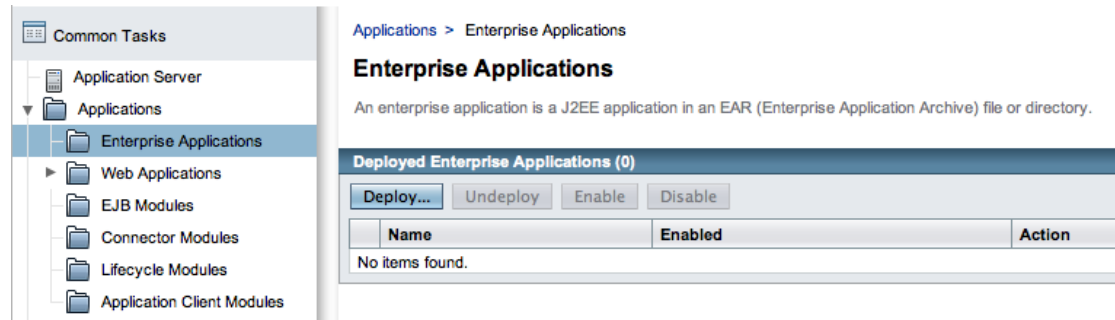 Common Tasks
Application Server
Applications
Enterprise Applications
Web Applications
EJB Modules
Connector Modules
Lifecycle Modules
Application Client Modules
Applications > Enterprise Applications
Enterprise Applications
An enterprise application is a J2EE application in an EAR (Enterprise Application Archive) file or directory.
Deployed Enterprise Applications (0)
Deploy... Undeploy Enable Disable
Name Enabled Action
No items found.